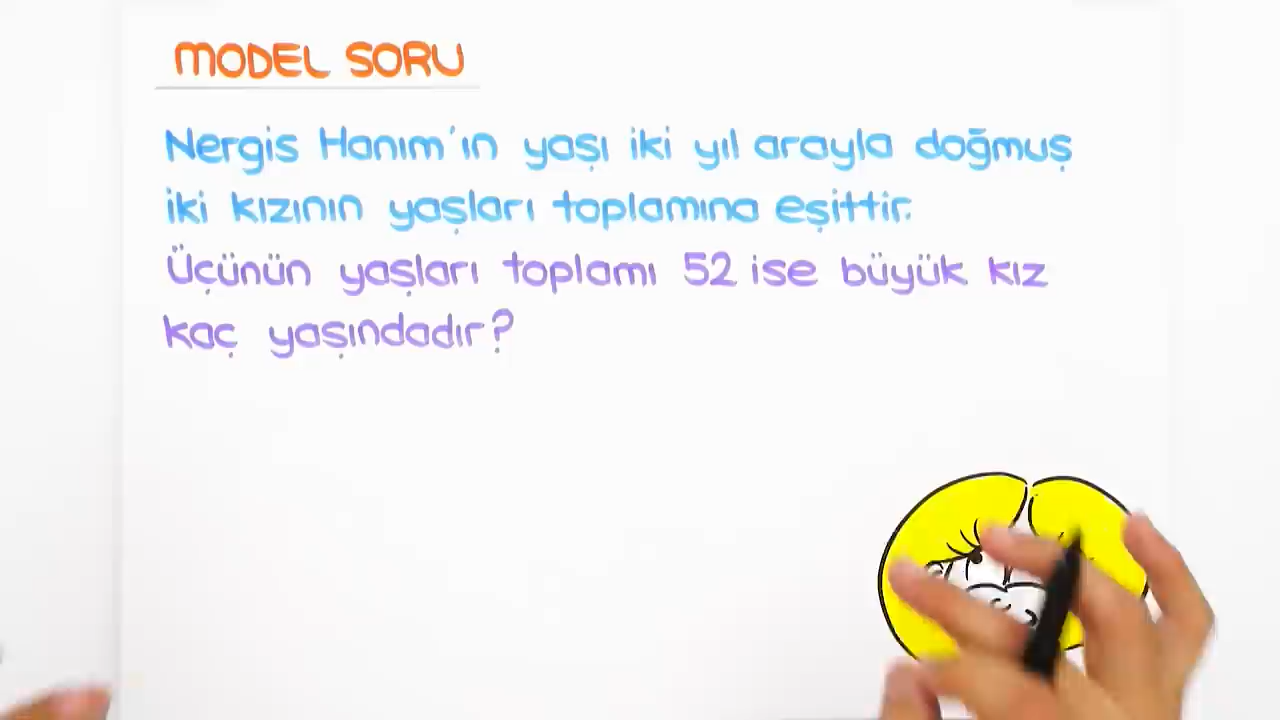 MODEL SORU
Nergis Hanım'ın yaşı iki yıl arayla doğmuş
iki kızının yaşları toplamına eşittir.
Üçünün yaşları toplamı 52 ise büyük kız
kaç yaşındadır?